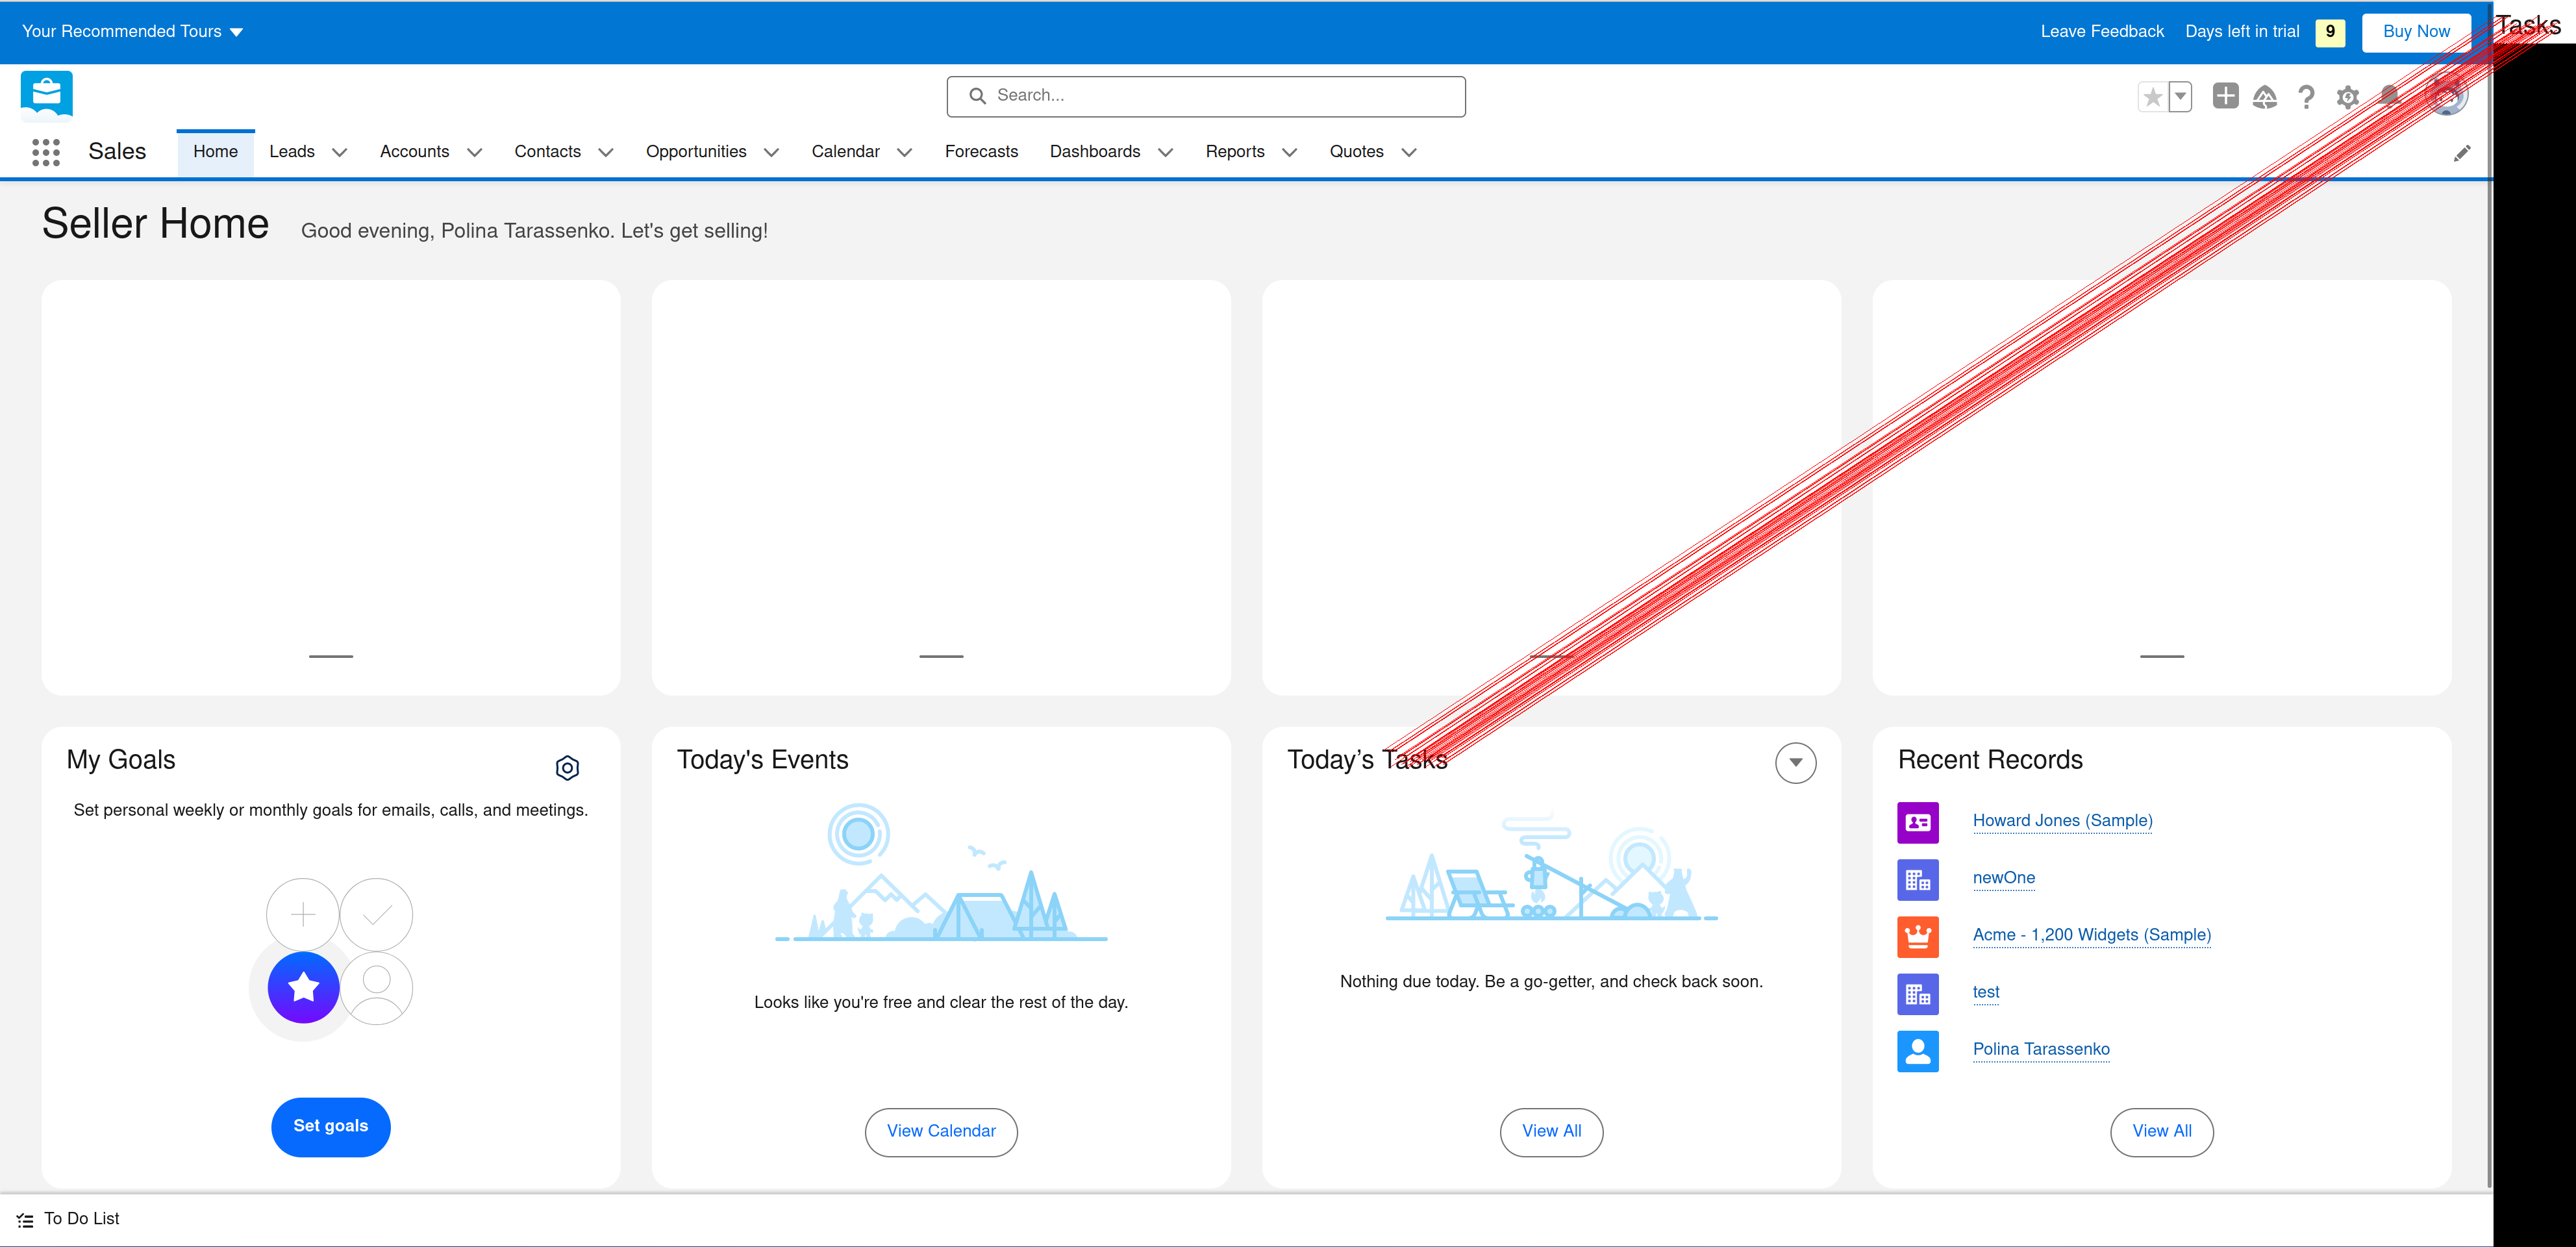 Your Recommended Tours
Leave Feedback
Days left in trial
9
Buy Now
Tasks
Search...
Sales
Home
Leads
Accounts
Contacts
Opportunities
Calendar
Forecasts
Dashboards
Reports
Quotes
Seller Home
Good evening, Polina Tarassenko. Let's get selling!
My Goals
Set personal weekly or monthly goals for emails, calls, and meetings.
Set goals
Today's Events
Looks like you're free and clear the rest of the day.
View Calendar
Today’s Tasks
Nothing due today. Be a go-getter, and check back soon.
View All
Recent Records
Howard Jones (Sample)
newOne
Acme - 1,200 Widgets (Sample)
test
Polina Tarassenko
View All
To Do List